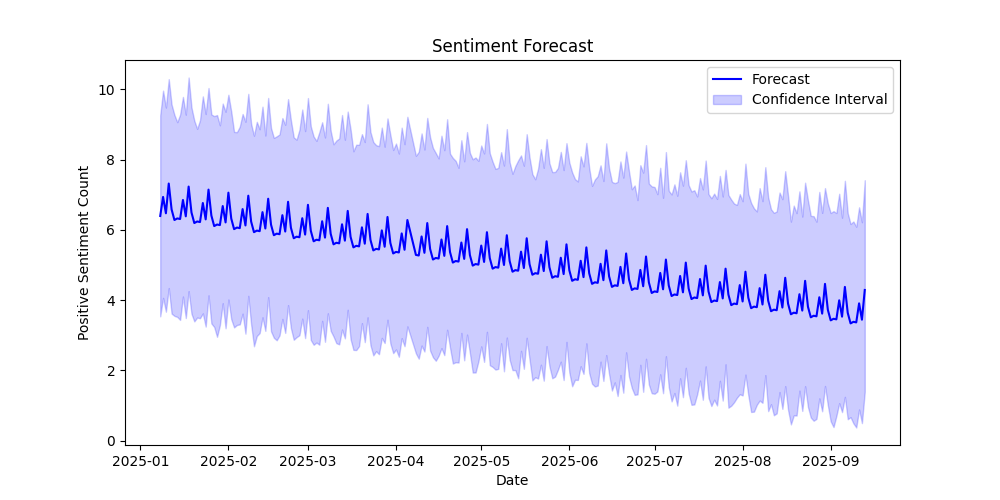 Sentiment Forecast
Forecast
Confidence Interval
Positive Sentiment Count
10
8
6
4
2
0
2025-01 2025-02 2025-03 2025-04 2025-05 2025-06 2025-07 2025-08 2025-09
Date